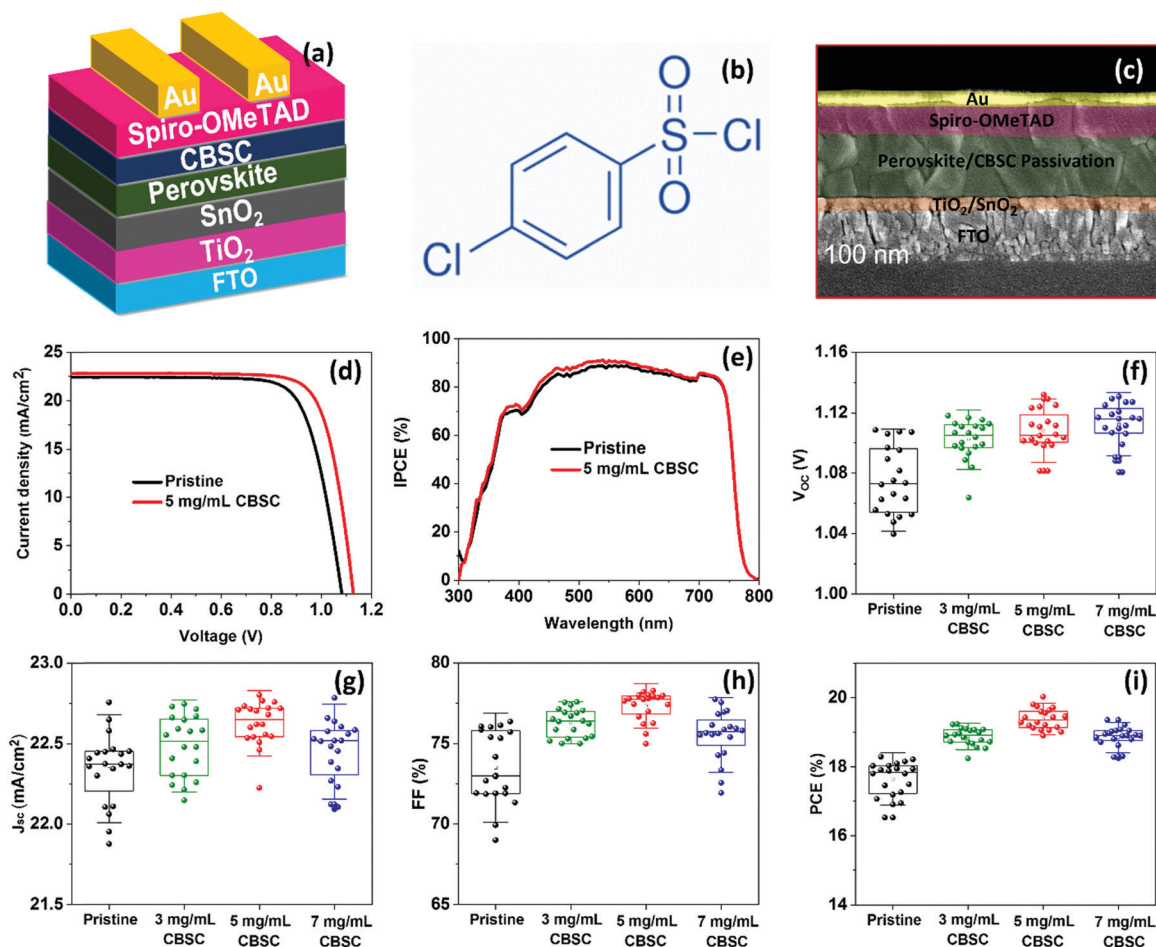 (a)
Au
Au
Spiro-OMeTAD
CBSC
Perovskite
SnO₂
TiO₂
FTO
(b)
O
S
Cl
O
Cl
(c)
Au
Spiro-OMeTAD
Perovskite/CBSC Passivation
TiO₂/SnO₂
FTO
100 nm
(d)
Current density (mA/cm²)
25
20
15
10
5
0
Pristine
5 mg/mL CBSC
0.0 0.2 0.4 0.6 0.8 1.0 1.2
Voltage (V)
(e)
IPCE (%)
100
80
60
40
20
0
Pristine
5 mg/mL CBSC
300 400 500 600 700 800
Wavelength (nm)
(f)
V_OC (V)
1.16
1.12
1.08
1.04
1.00
Pristine 3 mg/mL 5 mg/mL 7 mg/mL
CBSC CBSC CBSC
(g)
J_SC (mA/cm²)
23.0
22.5
22.0
21.5
Pristine 3 mg/mL 5 mg/mL 7 mg/mL
CBSC CBSC CBSC
(h)
FF (%)
80
75
70
65
Pristine 3 mg/mL 5 mg/mL 7 mg/mL
CBSC CBSC CBSC
(i)
PCE (%)
20
18
16
14
Pristine 3 mg/mL 5 mg/mL 7 mg/mL
CBSC CBSC CBSC